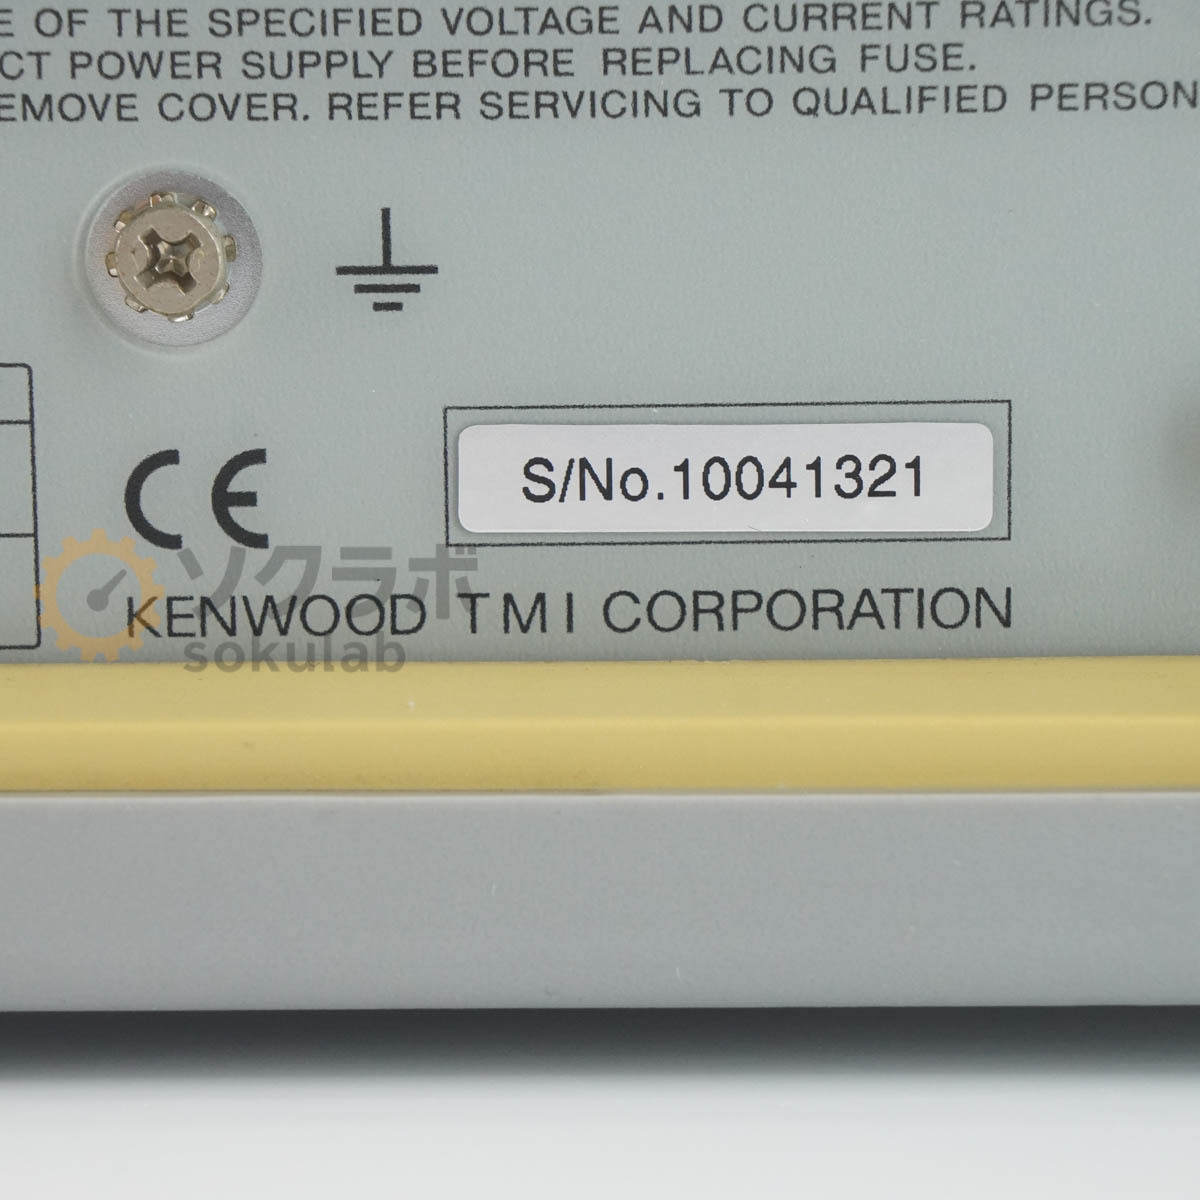 E OF THE SPECIFIED VOLTAGE AND CURRENT RATINGS.
CT POWER SUPPLY BEFORE REPLACING FUSE.
EMOVE COVER. REFER SERVICING TO QUALIFIED PERSON
CE
S/No.10041321
ソクラボ
KENWOOD TMI CORPORATION
sokulab